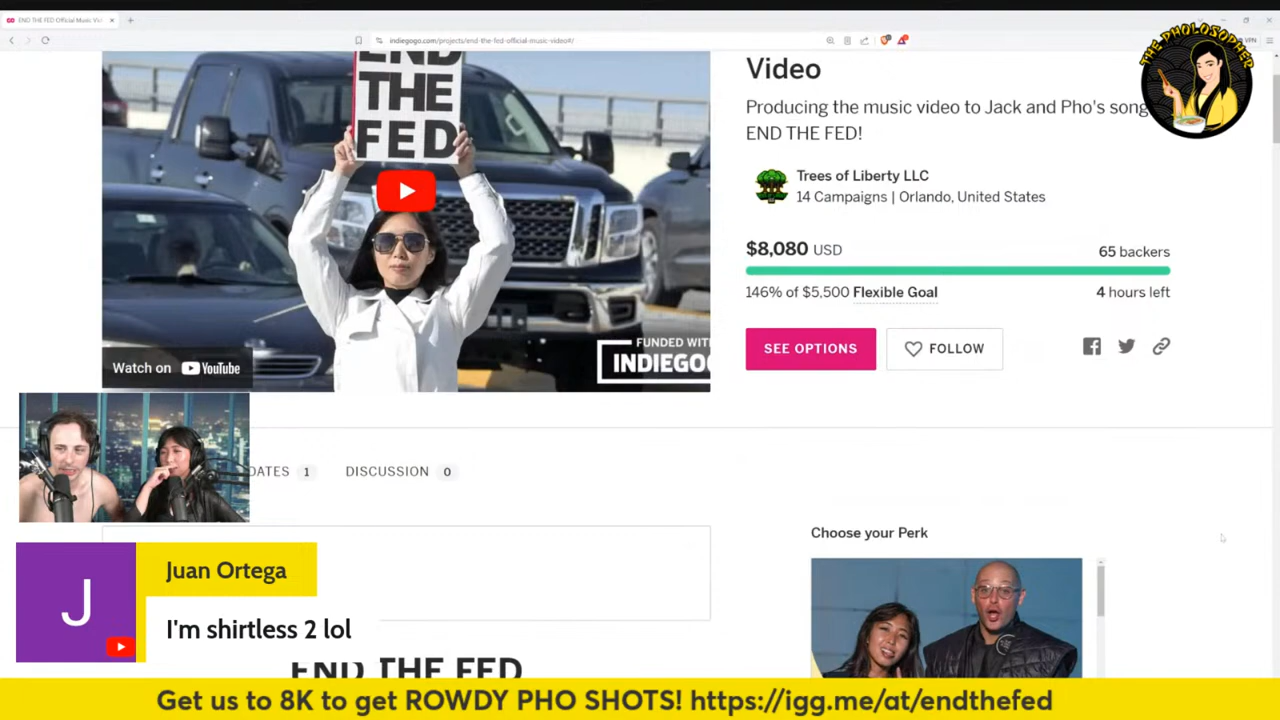 END THE FED Official Music Vid
indiegogo.com/projects/end-the-fed-official-music-video#/
VPN
THE PHOLOSOPHER
END
THE
FED
Watch on YouTube
FUNDED WITH
INDIEGO
Video
Producing the music video to Jack and Pho's song
END THE FED!
Trees of Liberty LLC
14 Campaigns | Orlando, United States
$8,080 USD
65 backers
146% of $5,500 Flexible Goal
4 hours left
SEE OPTIONS
FOLLOW
DATES 1
DISCUSSION 0
Choose your Perk
J
Juan Ortega
I'm shirtless 2 lol
END THE FED
Get us to 8K to get ROWDY PHO SHOTS! https://igg.me/at/endthefed